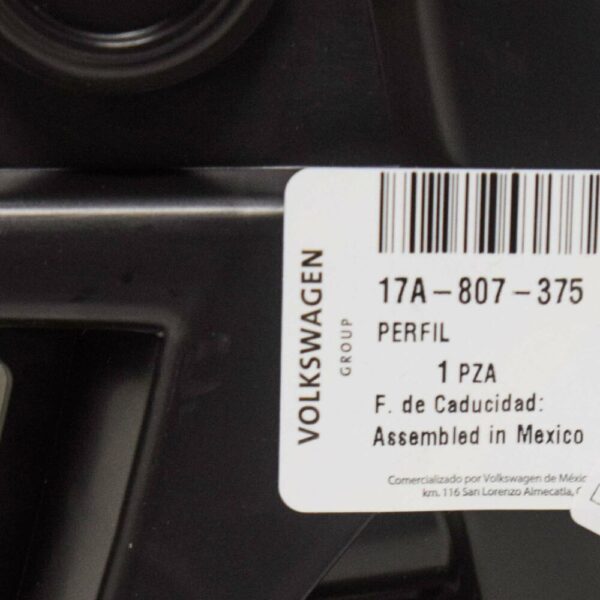 VOLKSWAGEN
GROUP
17A-807-375
PERFIL
1 PZA
F. de Caducidad:
Assembled in Mexico
Comercializado por Volkswagen de Méxic
km. 116 San Lorenzo Almecatla,